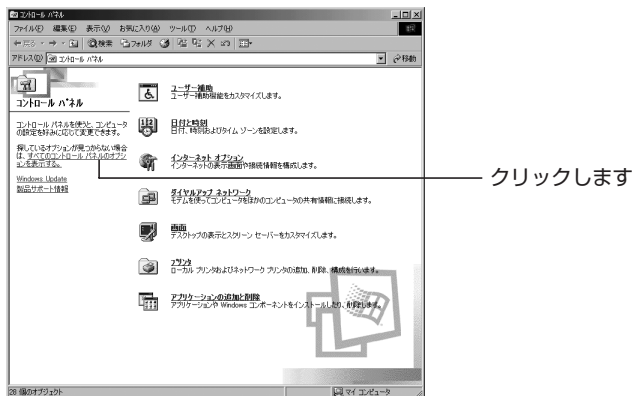 コントロール パネル
ファイル(F) 編集(E) 表示(V) お気に入り(A) ツール(T) ヘルプ(H)
戻る 検索 フォルダ
アドレス(D) コントロール パネル 移動
コントロール パネル
コントロール パネルを使うと、コンピュータ
の設定を好みに応じて変更できます。
探しているオプションが見つからない場合
は、すべてのコントロール パネルのオプシ
ョンを表示する。
Windows Update
製品サポート情報
ユーザー補助
ユーザー補助機能をカスタマイズします。
日付と時刻
日付、時刻およびタイム ゾーンを設定します。
インターネット オプション
インターネットの表示画面や接続情報を構成します。
ダイヤルアップ ネットワーク
モデムを使ってコンピュータをほかのコンピュータの共有情報に接続します。
画面
デスクトップの表示とスクリーン セーバーをカスタマイズします。
プリンタ
ローカル プリンタおよびネットワーク プリンタの追加、削除、構成を行います。
アプリケーションの追加と削除
アプリケーションや Windows コンポーネントをインストールしたり、削除します。
28 個のオブジェクト マイ コンピュータ
クリックします